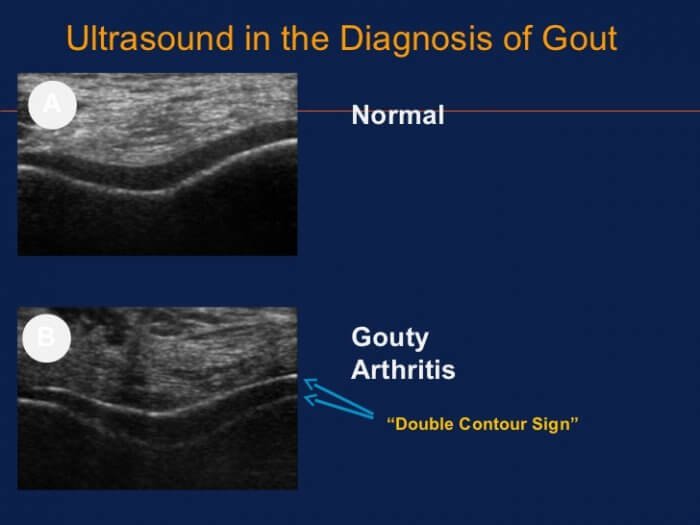 Ultrasound in the Diagnosis of Gout
A
Normal
B
Gouty
Arthritis
“Double Contour Sign”